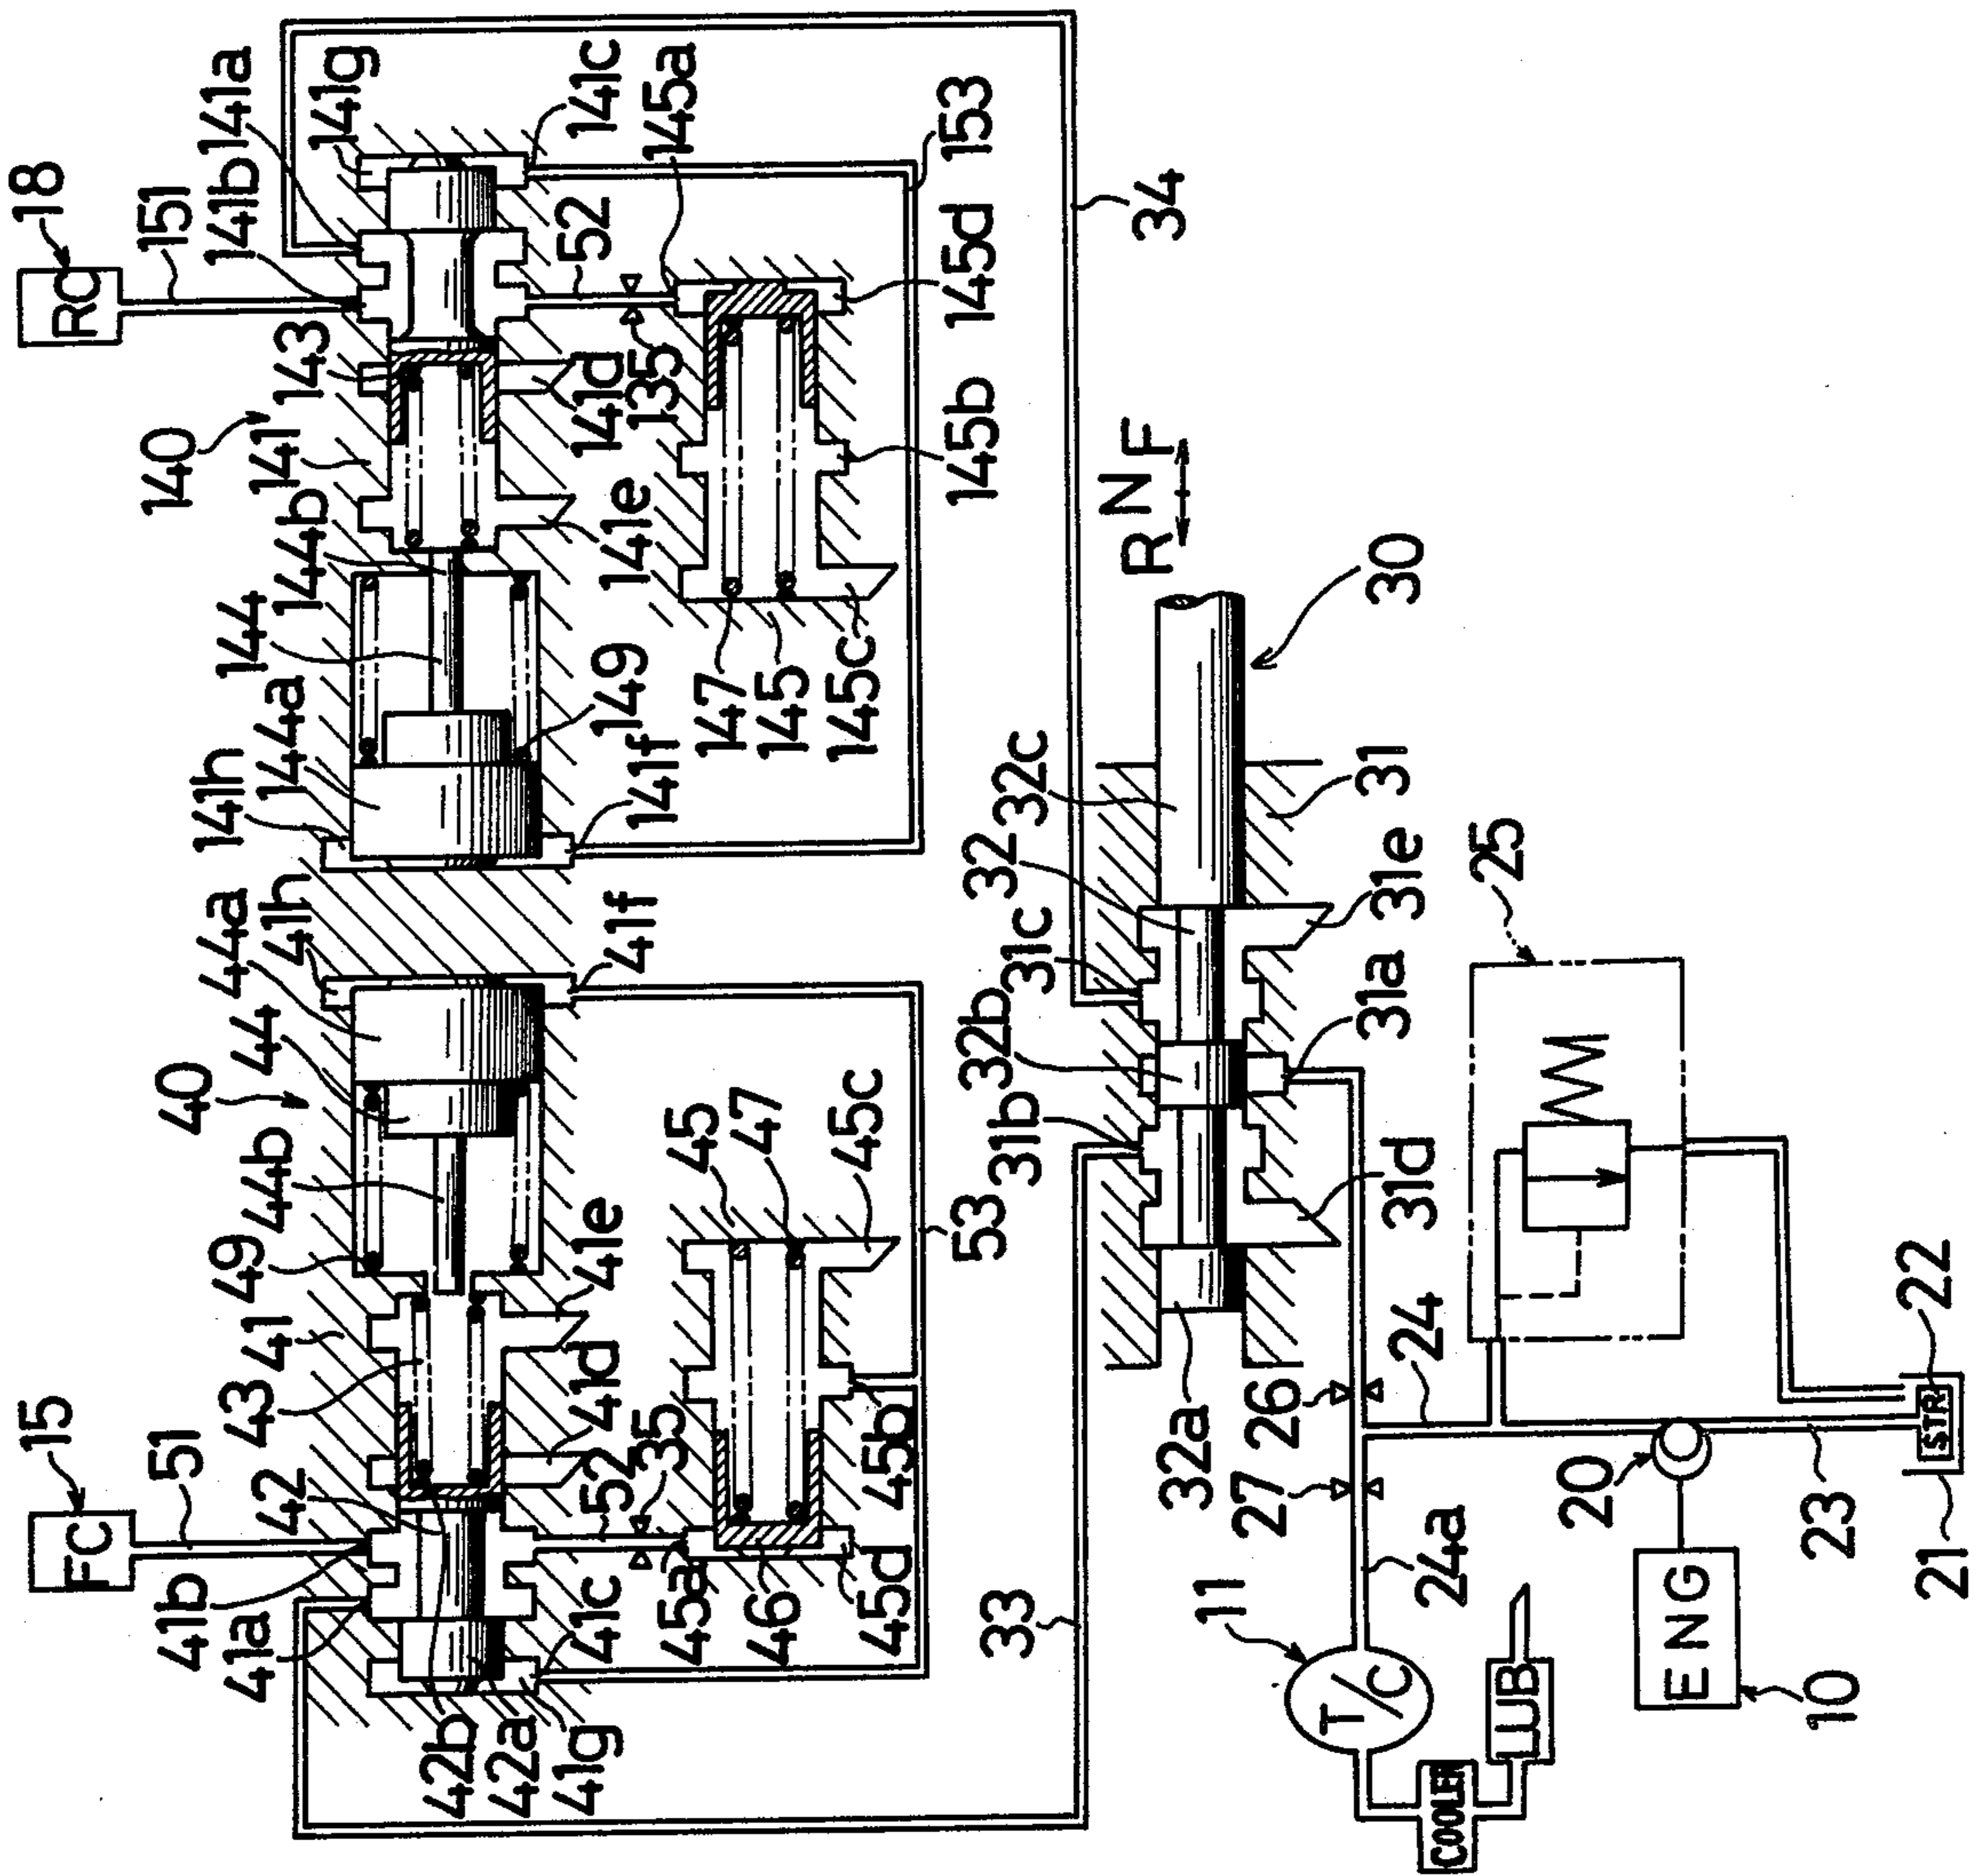 15
18
FC
RC
51
151
40
140
41b
41a
42
43
41
49
44b
44
44a
41h
141h
144a
144
144b
141
143
141b
141a
141g
42b
42a
41g
41c
52
35
41d
41e
41f
141f
149
141e
141d
135
52
141c
145a
45a
46
45d
45b
45
47
45c
147
145
145c
145b
145d
53
153
33
31b
32b
31c
32
32c
34
R N F
30
32a
31d
31a
31e
31
11
T/C
27
26
24
24a
25
COOLER
LUB
ENG
10
20
23
STR
22
21